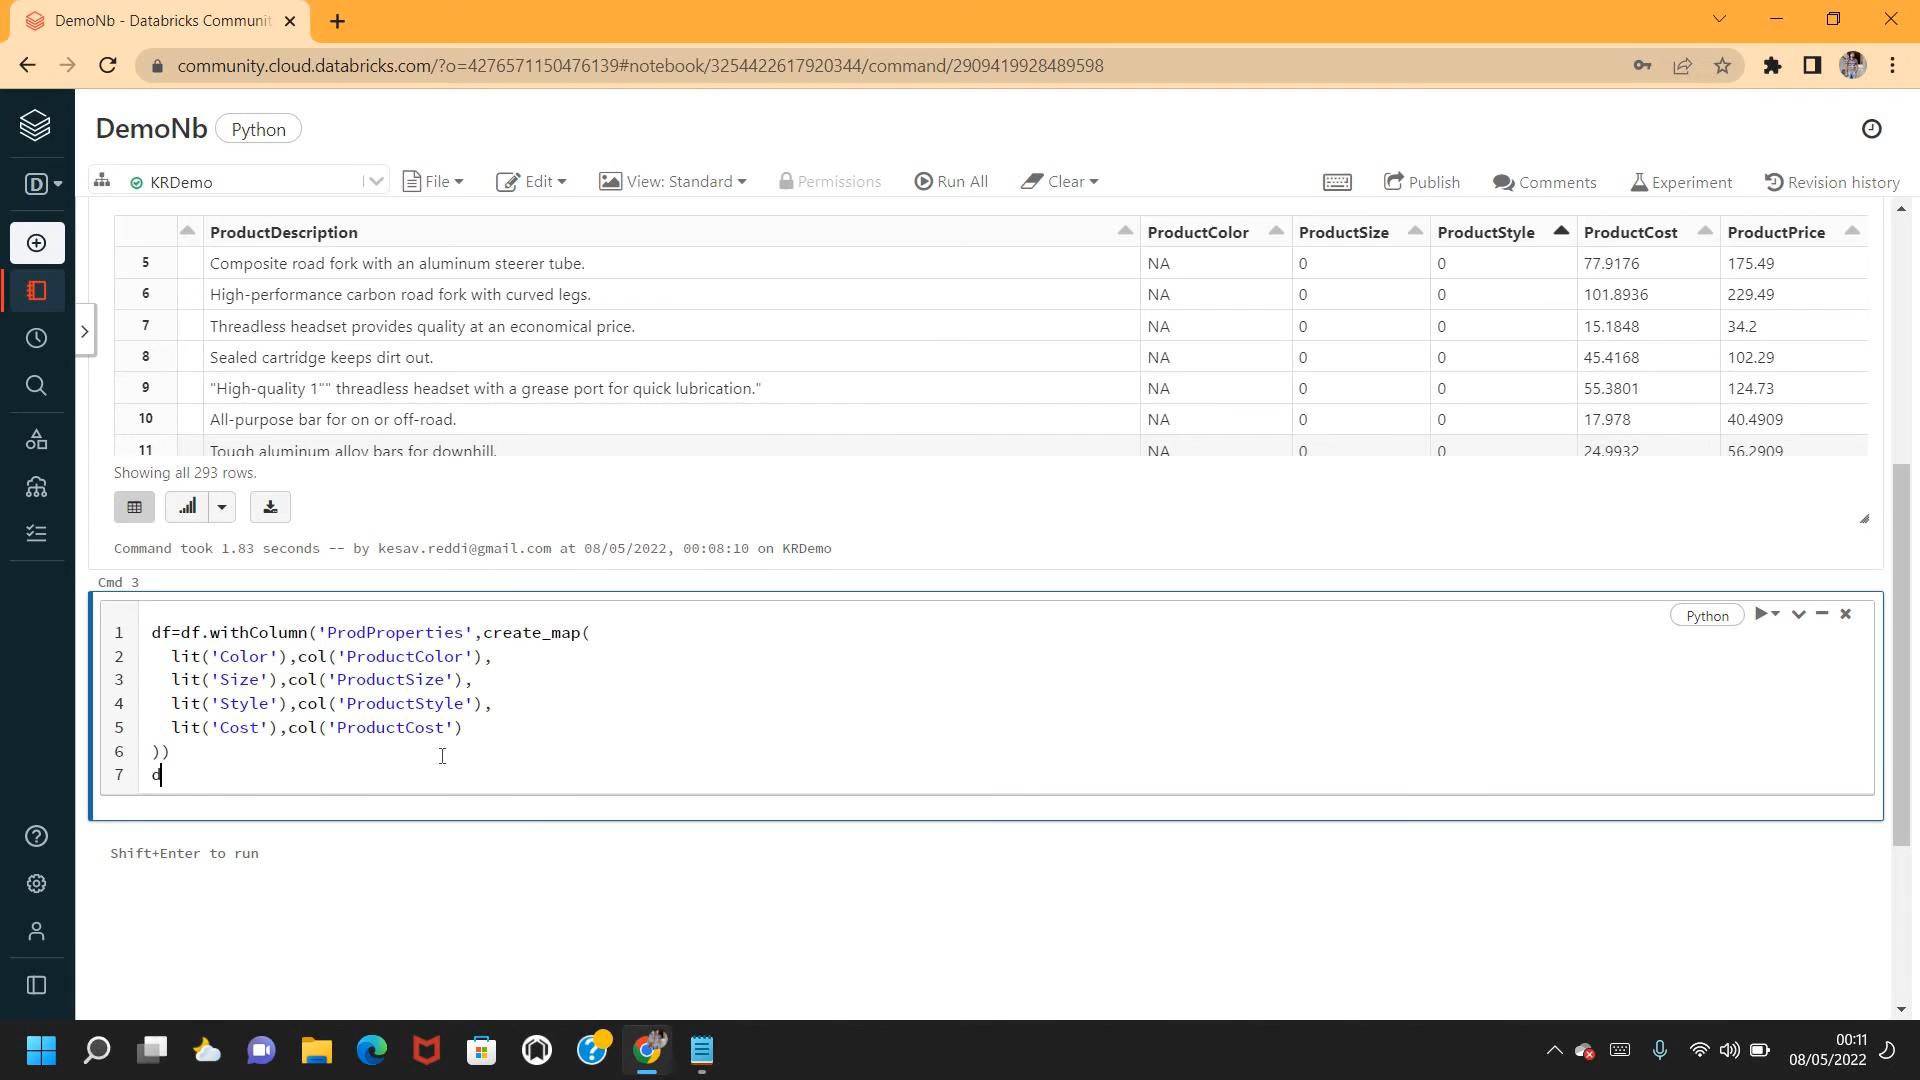 DemoNb - Databricks Communit
community.cloud.databricks.com/?o=4276571150476139#notebook/3254422617920344/command/2909419928489598
DemoNb Python
KRDemo File Edit View: Standard Permissions Run All Clear Publish Comments Experiment Revision history
D
ProductDescription ProductColor ProductSize ProductStyle ProductCost ProductPrice
5 Composite road fork with an aluminum steerer tube. NA 0 0 77.9176 175.49
6 High-performance carbon road fork with curved legs. NA 0 0 101.8936 229.49
7 Threadless headset provides quality at an economical price. NA 0 0 15.1848 34.2
8 Sealed cartridge keeps dirt out. NA 0 0 45.4168 102.29
9 "High-quality 1"" threadless headset with a grease port for quick lubrication." NA 0 0 55.3801 124.73
10 All-purpose bar for on or off-road. NA 0 0 17.978 40.4909
11 Tough aluminum alloy bars for downhill. NA 0 0 24.9932 56.2909
Showing all 293 rows.
Command took 1.83 seconds -- by kesav.reddi@gmail.com at 08/05/2022, 00:08:10 on KRDemo
Cmd 3
Python
1 df=df.withColumn('ProdProperties',create_map(
2 lit('Color'),col('ProductColor'),
3 lit('Size'),col('ProductSize'),
4 lit('Style'),col('ProductStyle'),
5 lit('Cost'),col('ProductCost')
6 ))
7 d
Shift+Enter to run
00:11
08/05/2022